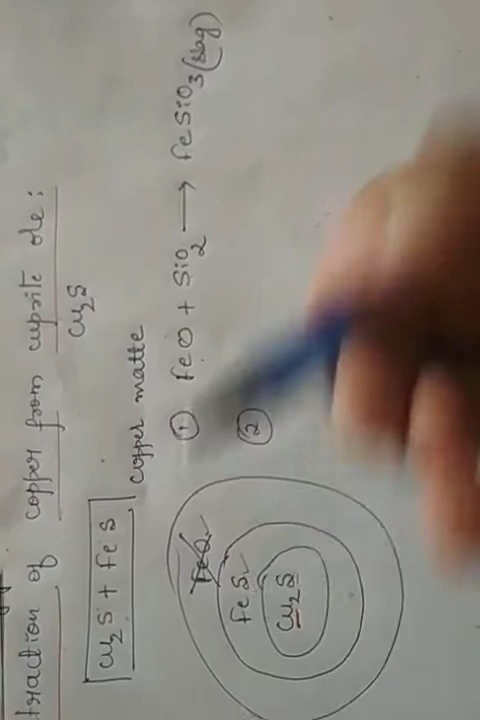 traction of copper from cuprite ole:
Cu2S
Cu2S + FeS
copper matte
① FeO + SiO2 → FeSiO3 (slag)
②
FeO
FeS
Cu2S